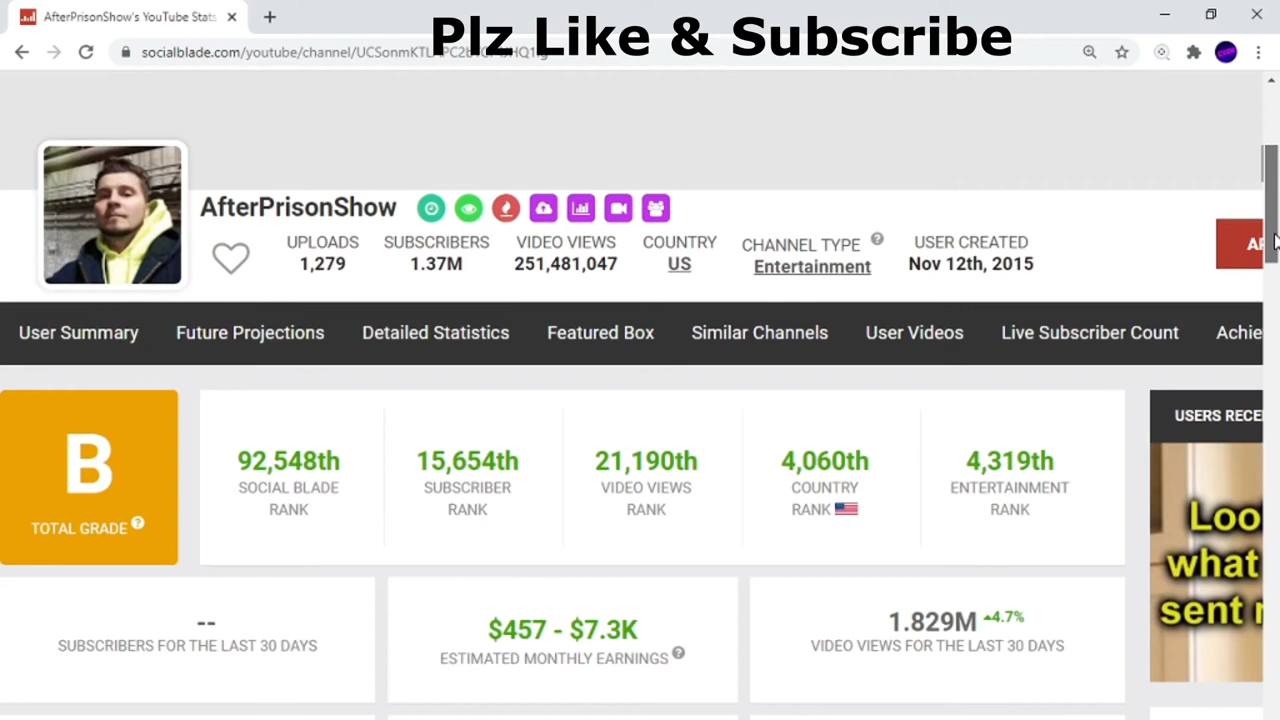 AfterPrisonShow's YouTube Stats
Plz Like & Subscribe
AfterPrisonShow
UPLOADS
1,279
SUBSCRIBERS
1.37M
VIDEO VIEWS
251,481,047
COUNTRY
US
CHANNEL TYPE
Entertainment
USER CREATED
Nov 12th, 2015
User Summary
Future Projections
Detailed Statistics
Featured Box
Similar Channels
User Videos
Live Subscriber Count
Achie
B
TOTAL GRADE
92,548th
SOCIAL BLADE
RANK
15,654th
SUBSCRIBER
RANK
21,190th
VIDEO VIEWS
RANK
4,060th
COUNTRY
RANK
4,319th
ENTERTAINMENT
RANK
USERS RECE
Loo
what
sent
--
SUBSCRIBERS FOR THE LAST 30 DAYS
$457 - $7.3K
ESTIMATED MONTHLY EARNINGS
1.829M 4.7%
VIDEO VIEWS FOR THE LAST 30 DAYS